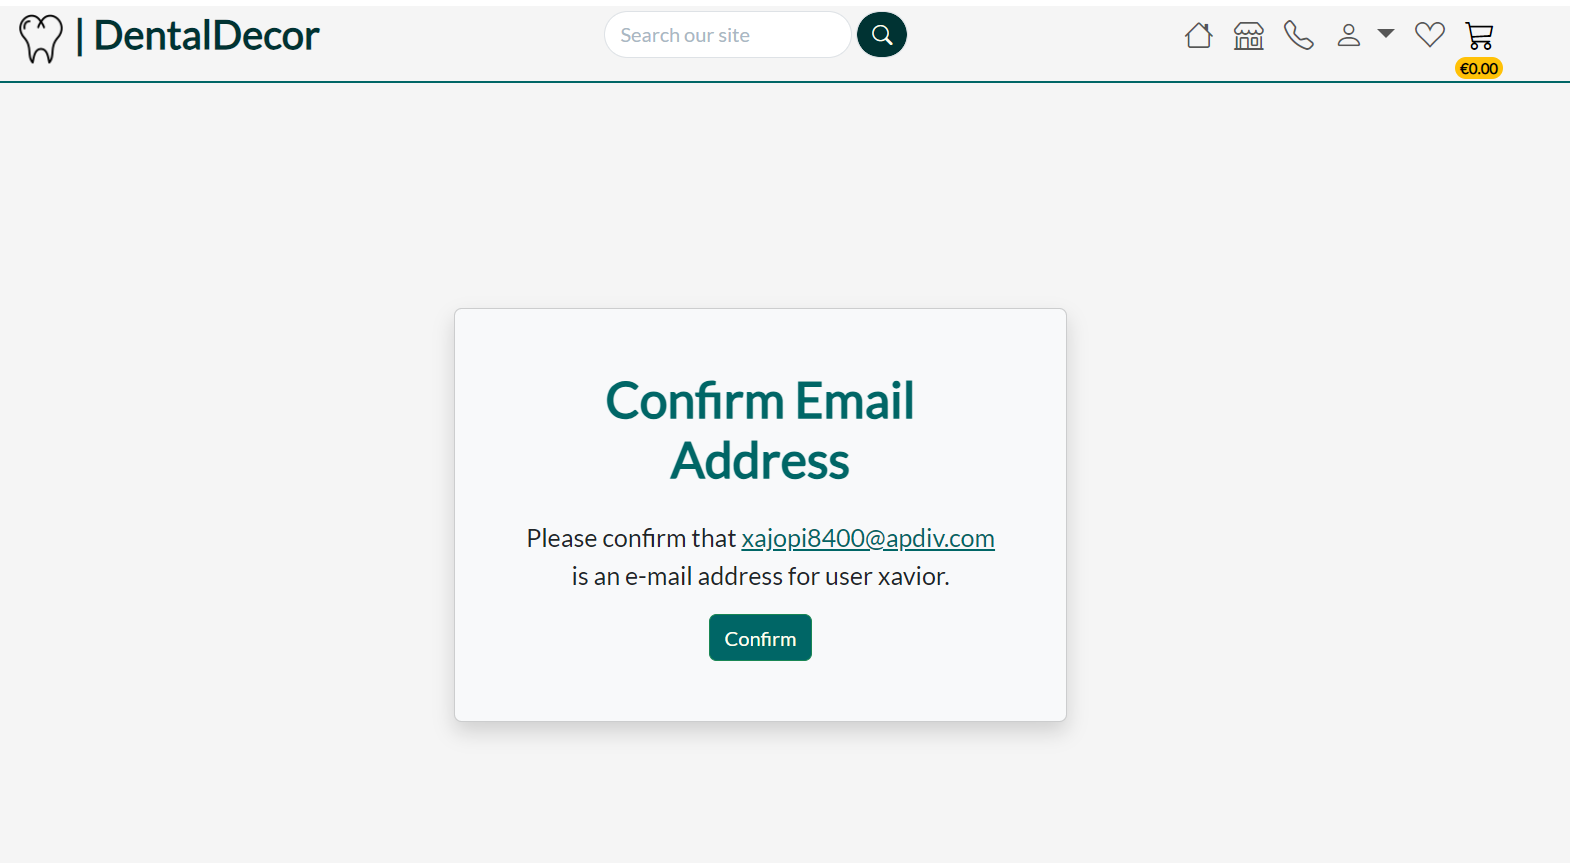 | DentalDecor
Search our site
€0.00
Confirm Email
Address
Please confirm that xajopi8400@apdiv.com
is an e-mail address for user xavior.
Confirm